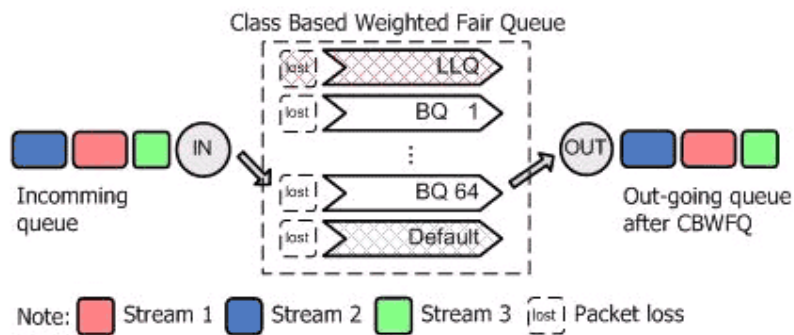 Class Based Weighted Fair Queue
lost LLQ
lost BQ 1
IN
OUT
lost BQ 64
lost Default
Incomming
queue
Out-going queue
after CBWFQ
Note: Stream 1 Stream 2 Stream 3 lost Packet loss